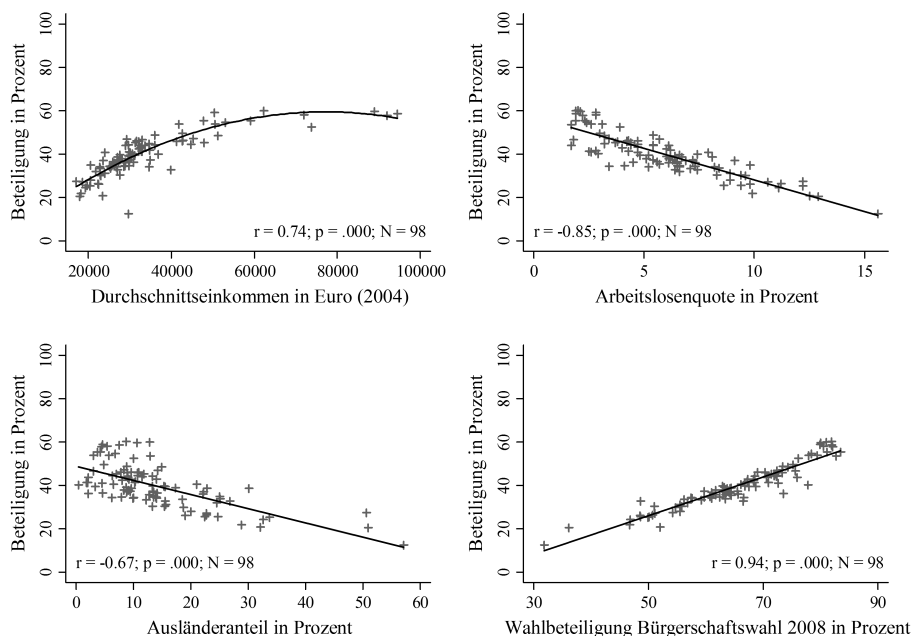 Beteiligung in Prozent
100
80
60
40
20
0
r = 0.74; p = .000; N = 98
20000 40000 60000 80000 100000
Durchschnittseinkommen in Euro (2004)
Beteiligung in Prozent
100
80
60
40
20
0
r = -0.85; p = .000; N = 98
0 5 10 15
Arbeitslosenquote in Prozent
Beteiligung in Prozent
100
80
60
40
20
0
r = -0.67; p = .000; N = 98
0 10 20 30 40 50 60
Ausländeranteil in Prozent
Beteiligung in Prozent
100
80
60
40
20
0
r = 0.94; p = .000; N = 98
30 50 70 90
Wahlbeteiligung Bürgerschaftswahl 2008 in Prozent